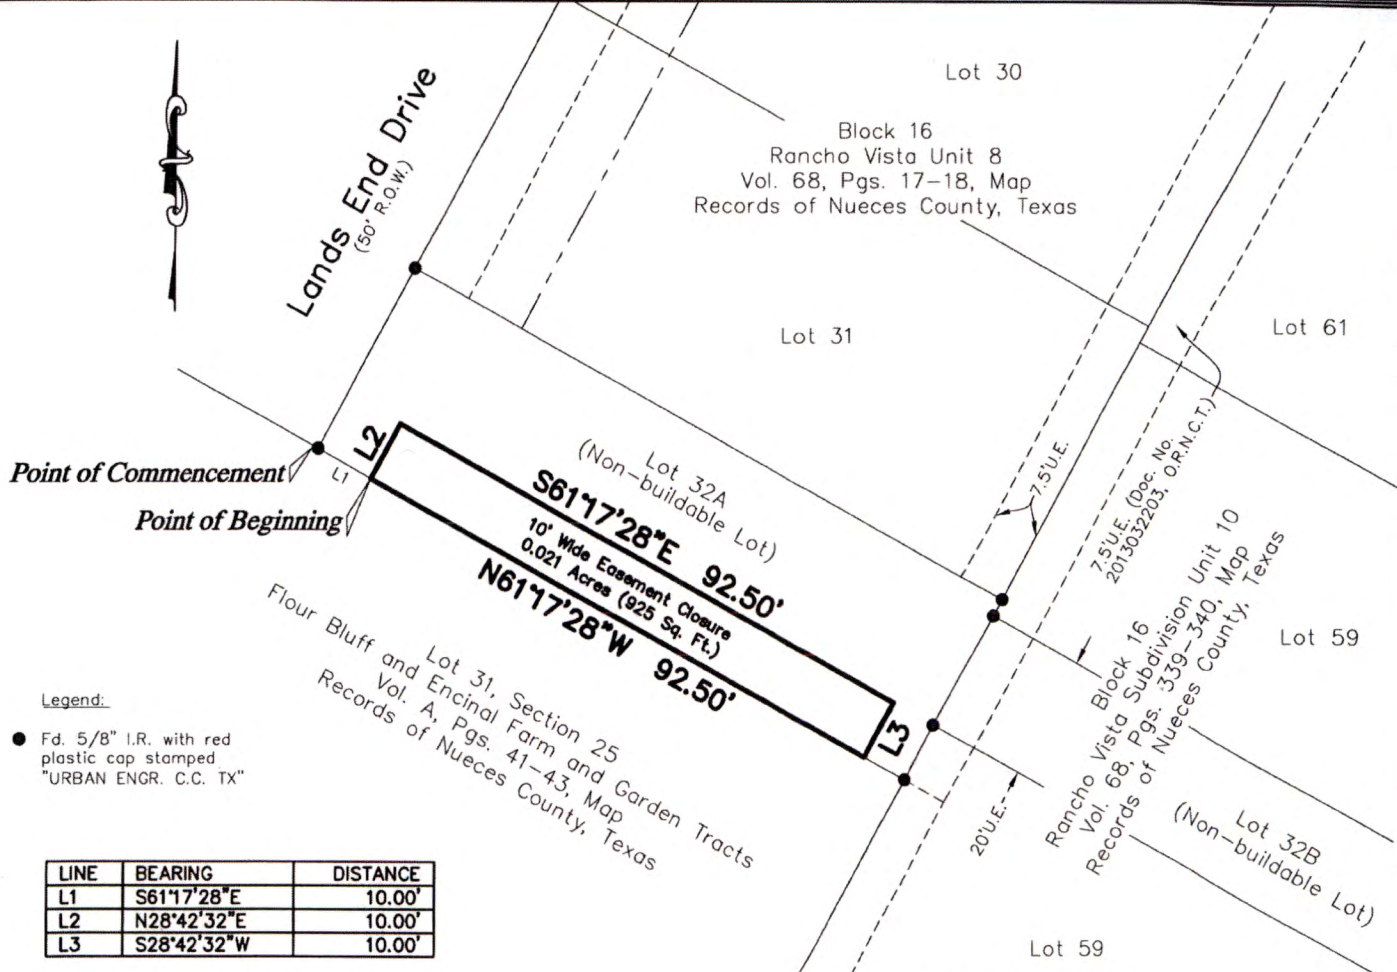 Lot 30
Block 16
Rancho Vista Unit 8
Vol. 68, Pgs. 17-18, Map
Records of Nueces County, Texas
Lands End Drive
(50' R.O.W.)
Lot 31
Lot 61
Point of Commencement
L1
Point of Beginning
L2
Lot 32A
(Non-buildable Lot)
S61°17'28"E 92.50'
10' Wide Easement Closure
0.021 Acres (925 Sq. Ft.)
N61°17'28"W 92.50'
L3
7.5'U.E.
7.5'U.E. (Doc. No.
2013032203, O.R.N.C.T.)
Block 16
Rancho Vista Subdivision Unit 10
Vol. 68, Pgs. 339-340, Map
Records of Nueces County, Texas
Lot 59
Lot 31, Section 25
Flour Bluff and Encinal Farm and Garden Tracts
Vol. A, Pgs. 41-43, Map
Records of Nueces County, Texas
20'U.E.
Lot 32B
(Non-buildable Lot)
Lot 59
Legend:
Fd. 5/8" I.R. with red
plastic cap stamped
"URBAN ENGR. C.C. TX"
LINE BEARING DISTANCE
L1 S61°17'28"E 10.00'
L2 N28°42'32"E 10.00'
L3 S28°42'32"W 10.00'